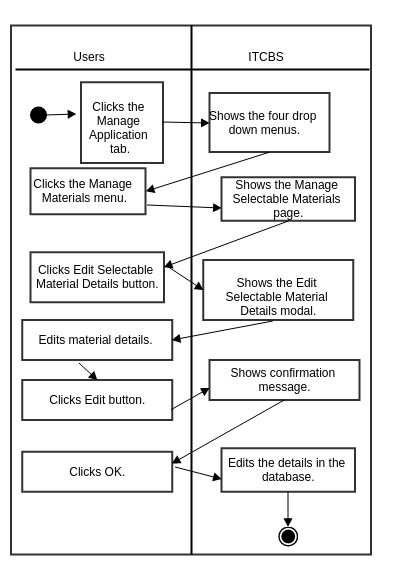 Users
ITCBS
Clicks the
Manage
Application
tab.
Shows the four drop
down menus.
Clicks the Manage
Materials menu.
Shows the Manage
Selectable Materials
page.
Clicks Edit Selectable
Material Details button.
Shows the Edit
Selectable Material
Details modal.
Edits material details.
Clicks Edit button.
Shows confirmation
message.
Clicks OK.
Edits the details in the
database.